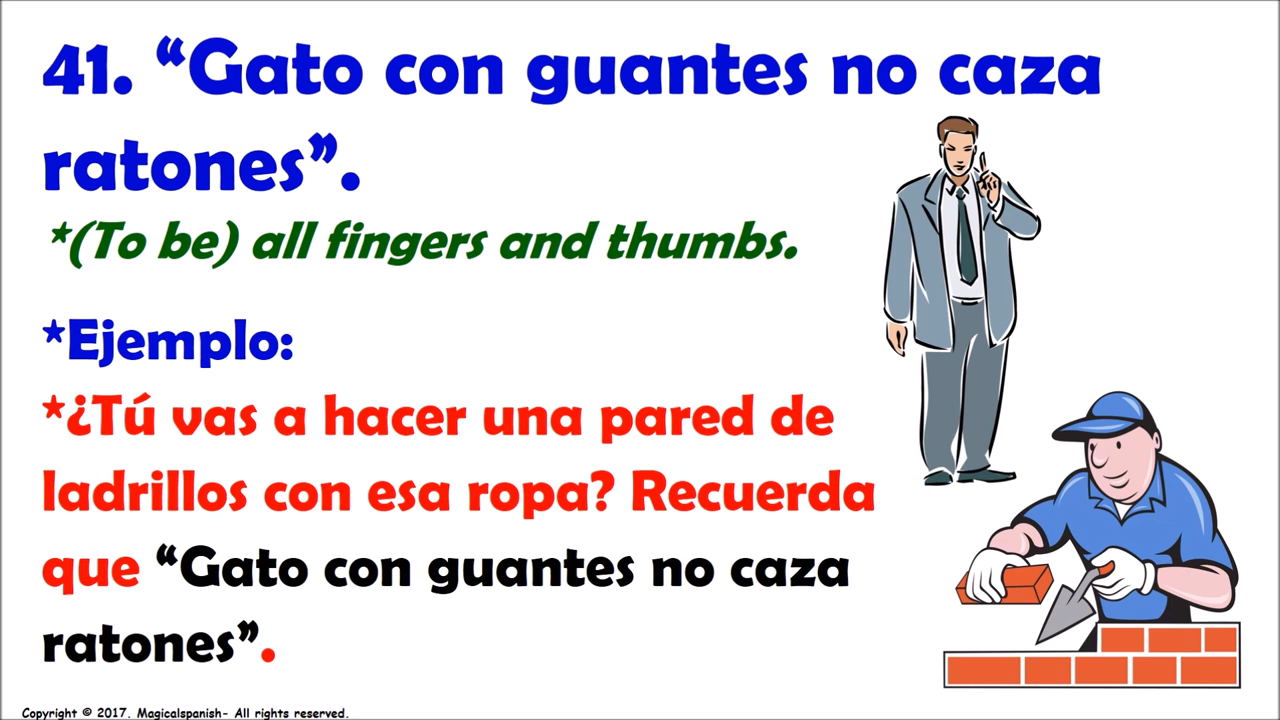 41. “Gato con guantes no caza
ratones”.
*(To be) all fingers and thumbs.
*Ejemplo:
*¿Tú vas a hacer una pared de
ladrillos con esa ropa? Recuerda
que “Gato con guantes no caza
ratones”.
Copyright © 2017. Magicalspanish- All rights reserved.